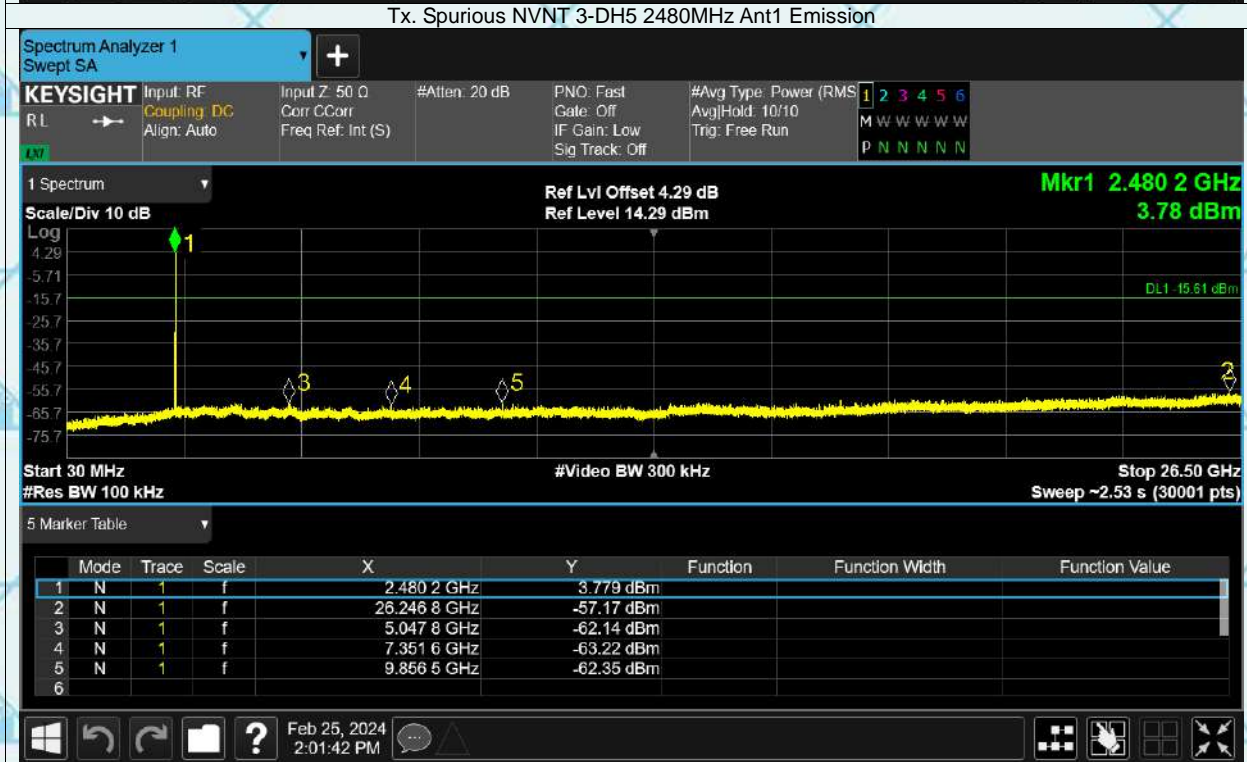 Tx. Spurious NVNT 3-DH5 2480MHz Ant1 Emission
Spectrum Analyzer 1
Swept SA
+
KEYSIGHT Input: RF Input Z: 50 Ω #Atten: 20 dB PNO: Fast #Avg Type: Power (RMS 1 2 3 4 5 6
RL Coupling: DC Corr CCorr Gate: Off Avg|Hold: 10/10 M W W W W W
Align: Auto Freq Ref: Int (S) IF Gain: Low Trig: Free Run
LXI Sig Track: Off P N N N N N
1 Spectrum Ref Lvl Offset 4.29 dB Mkr1 2.480 2 GHz
Scale/Div 10 dB Ref Level 14.29 dBm 3.78 dBm
Log
1
4.29
-5.71
DL1 -15.61 dBm
-15.7
-25.7
-35.7
-45.7
2
3 4 5
-55.7
-65.7
-75.7
Start 30 MHz #Video BW 300 kHz Stop 26.50 GHz
#Res BW 100 kHz Sweep ~2.53 s (30001 pts)
5 Marker Table
Mode Trace Scale X Y Function Function Width Function Value
1 N 1 f 2.480 2 GHz 3.779 dBm
2 N 1 f 26.246 8 GHz -57.17 dBm
3 N 1 f 5.047 8 GHz -62.14 dBm
4 N 1 f 7.351 6 GHz -63.22 dBm
5 N 1 f 9.856 5 GHz -62.35 dBm
6
? Feb 25, 2024
2:01:42 PM